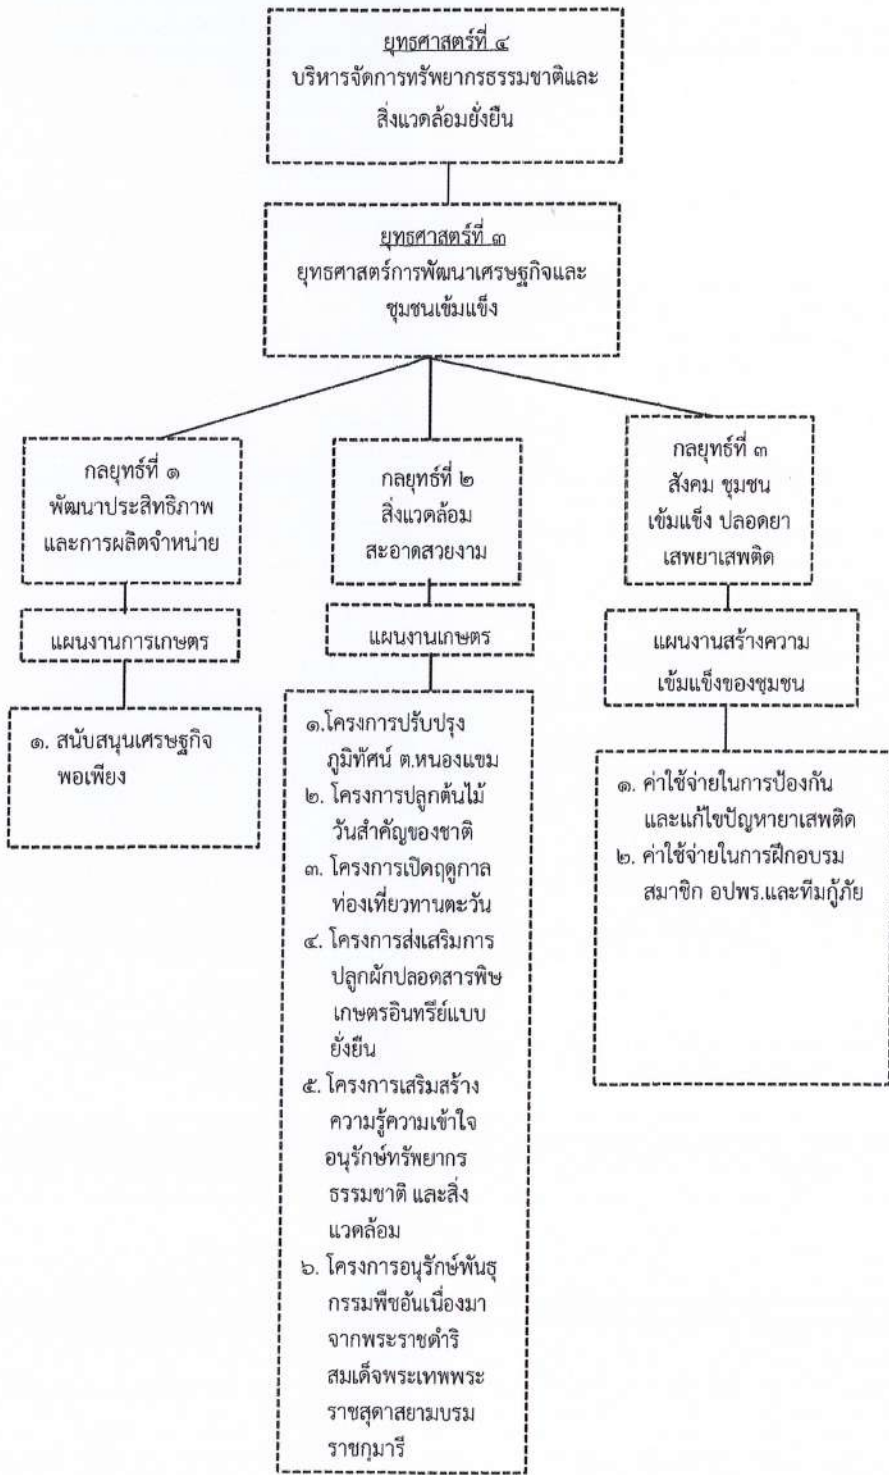 ยุทธศาสตร์ที่ ๔
บริหารจัดการทรัพยากรธรรมชาติและ
สิ่งแวดล้อมยั่งยืน
ยุทธศาสตร์ที่ ๓
ยุทธศาสตร์การพัฒนาเศรษฐกิจและ
ชุมชนเข้มแข็ง
กลยุทธ์ที่ ๑
พัฒนาประสิทธิภาพ
และการผลิตจำหน่าย
แผนงานการเกษตร
๑. สนับสนุนเศรษฐกิจ
พอเพียง
กลยุทธ์ที่ ๒
สิ่งแวดล้อม
สะอาดสวยงาม
แผนงานเกษตร
๑.โครงการปรับปรุง
ภูมิทัศน์ ต.หนองแขม
๒. โครงการปลูกต้นไม้
วันสำคัญของชาติ
๓. โครงการเปิดฤดูกาล
ท่องเที่ยวทานตะวัน
๔. โครงการส่งเสริมการ
ปลูกผักปลอดสารพิษ
เกษตรอินทรีย์แบบ
ยั่งยืน
๕. โครงการเสริมสร้าง
ความรู้ความเข้าใจ
อนุรักษ์ทรัพยากร
ธรรมชาติ และสิ่ง
แวดล้อม
๖. โครงการอนุรักษ์พันธุ
กรรมพืชอันเนื่องมา
จากพระราชดำริ
สมเด็จพระเทพพระ
ราชสุดาสยามบรม
ราชกุมารี
กลยุทธ์ที่ ๓
สังคม ชุมชน
เข้มแข็ง ปลอดยา
เสพยาเสพติด
แผนงานสร้างความ
เข้มแข็งของชุมชน
๑. ค่าใช้จ่ายในการป้องกัน
และแก้ไขปัญหายาเสพติด
๒. ค่าใช้จ่ายในการฝึกอบรม
สมาชิก อปพร.และทีมกู้ภัย